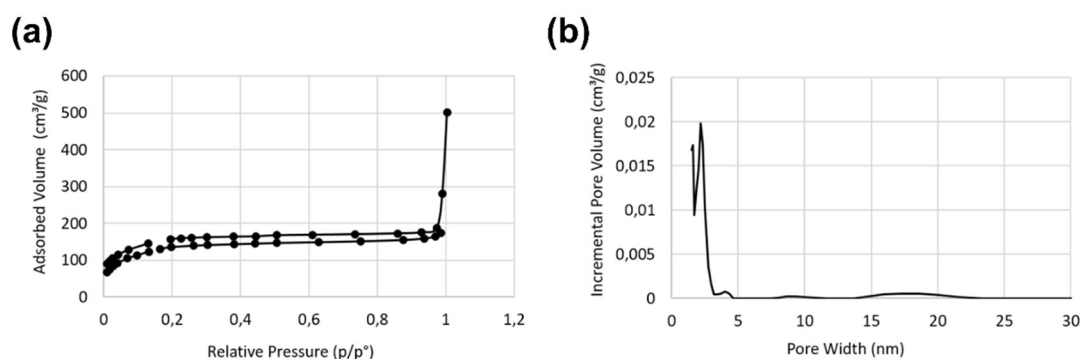 (a)
600
500
400
300
200
100
0
Adsorbed Volume (cm³/g)
0 0,2 0,4 0,6 0,8 1 1,2
Relative Pressure (p/p°)
(b)
0,025
0,02
0,015
0,01
0,005
0
Incremental Pore Volume (cm³/g)
0 5 10 15 20 25 30
Pore Width (nm)